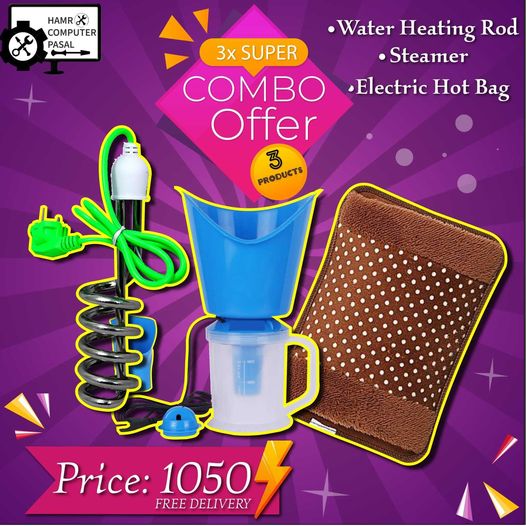 HAMR
COMPUTER
PASAL
3x SUPER
COMBO
Offer
3
PRODUCTS
•Water Heating Rod
•Steamer
•Electric Hot Bag
Price: 1050
FREE DELIVERY